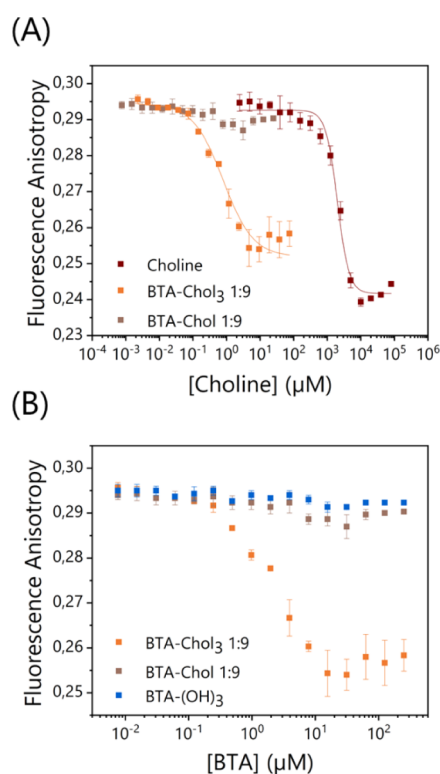 (A)
Fluorescence Anisotropy
0,30
0,29
0,28
0,27
0,26
0,25
0,24
0,23
Choline
BTA-Chol₃ 1:9
BTA-Chol 1:9
10⁻⁴ 10⁻³ 10⁻² 10⁻¹ 10⁰ 10¹ 10² 10³ 10⁴ 10⁵ 10⁶
[Choline] (µM)
(B)
Fluorescence Anisotropy
0,30
0,29
0,28
0,27
0,26
0,25
BTA-Chol₃ 1:9
BTA-Chol 1:9
BTA-(OH)₃
10⁻² 10⁻¹ 10⁰ 10¹ 10²
[BTA] (µM)